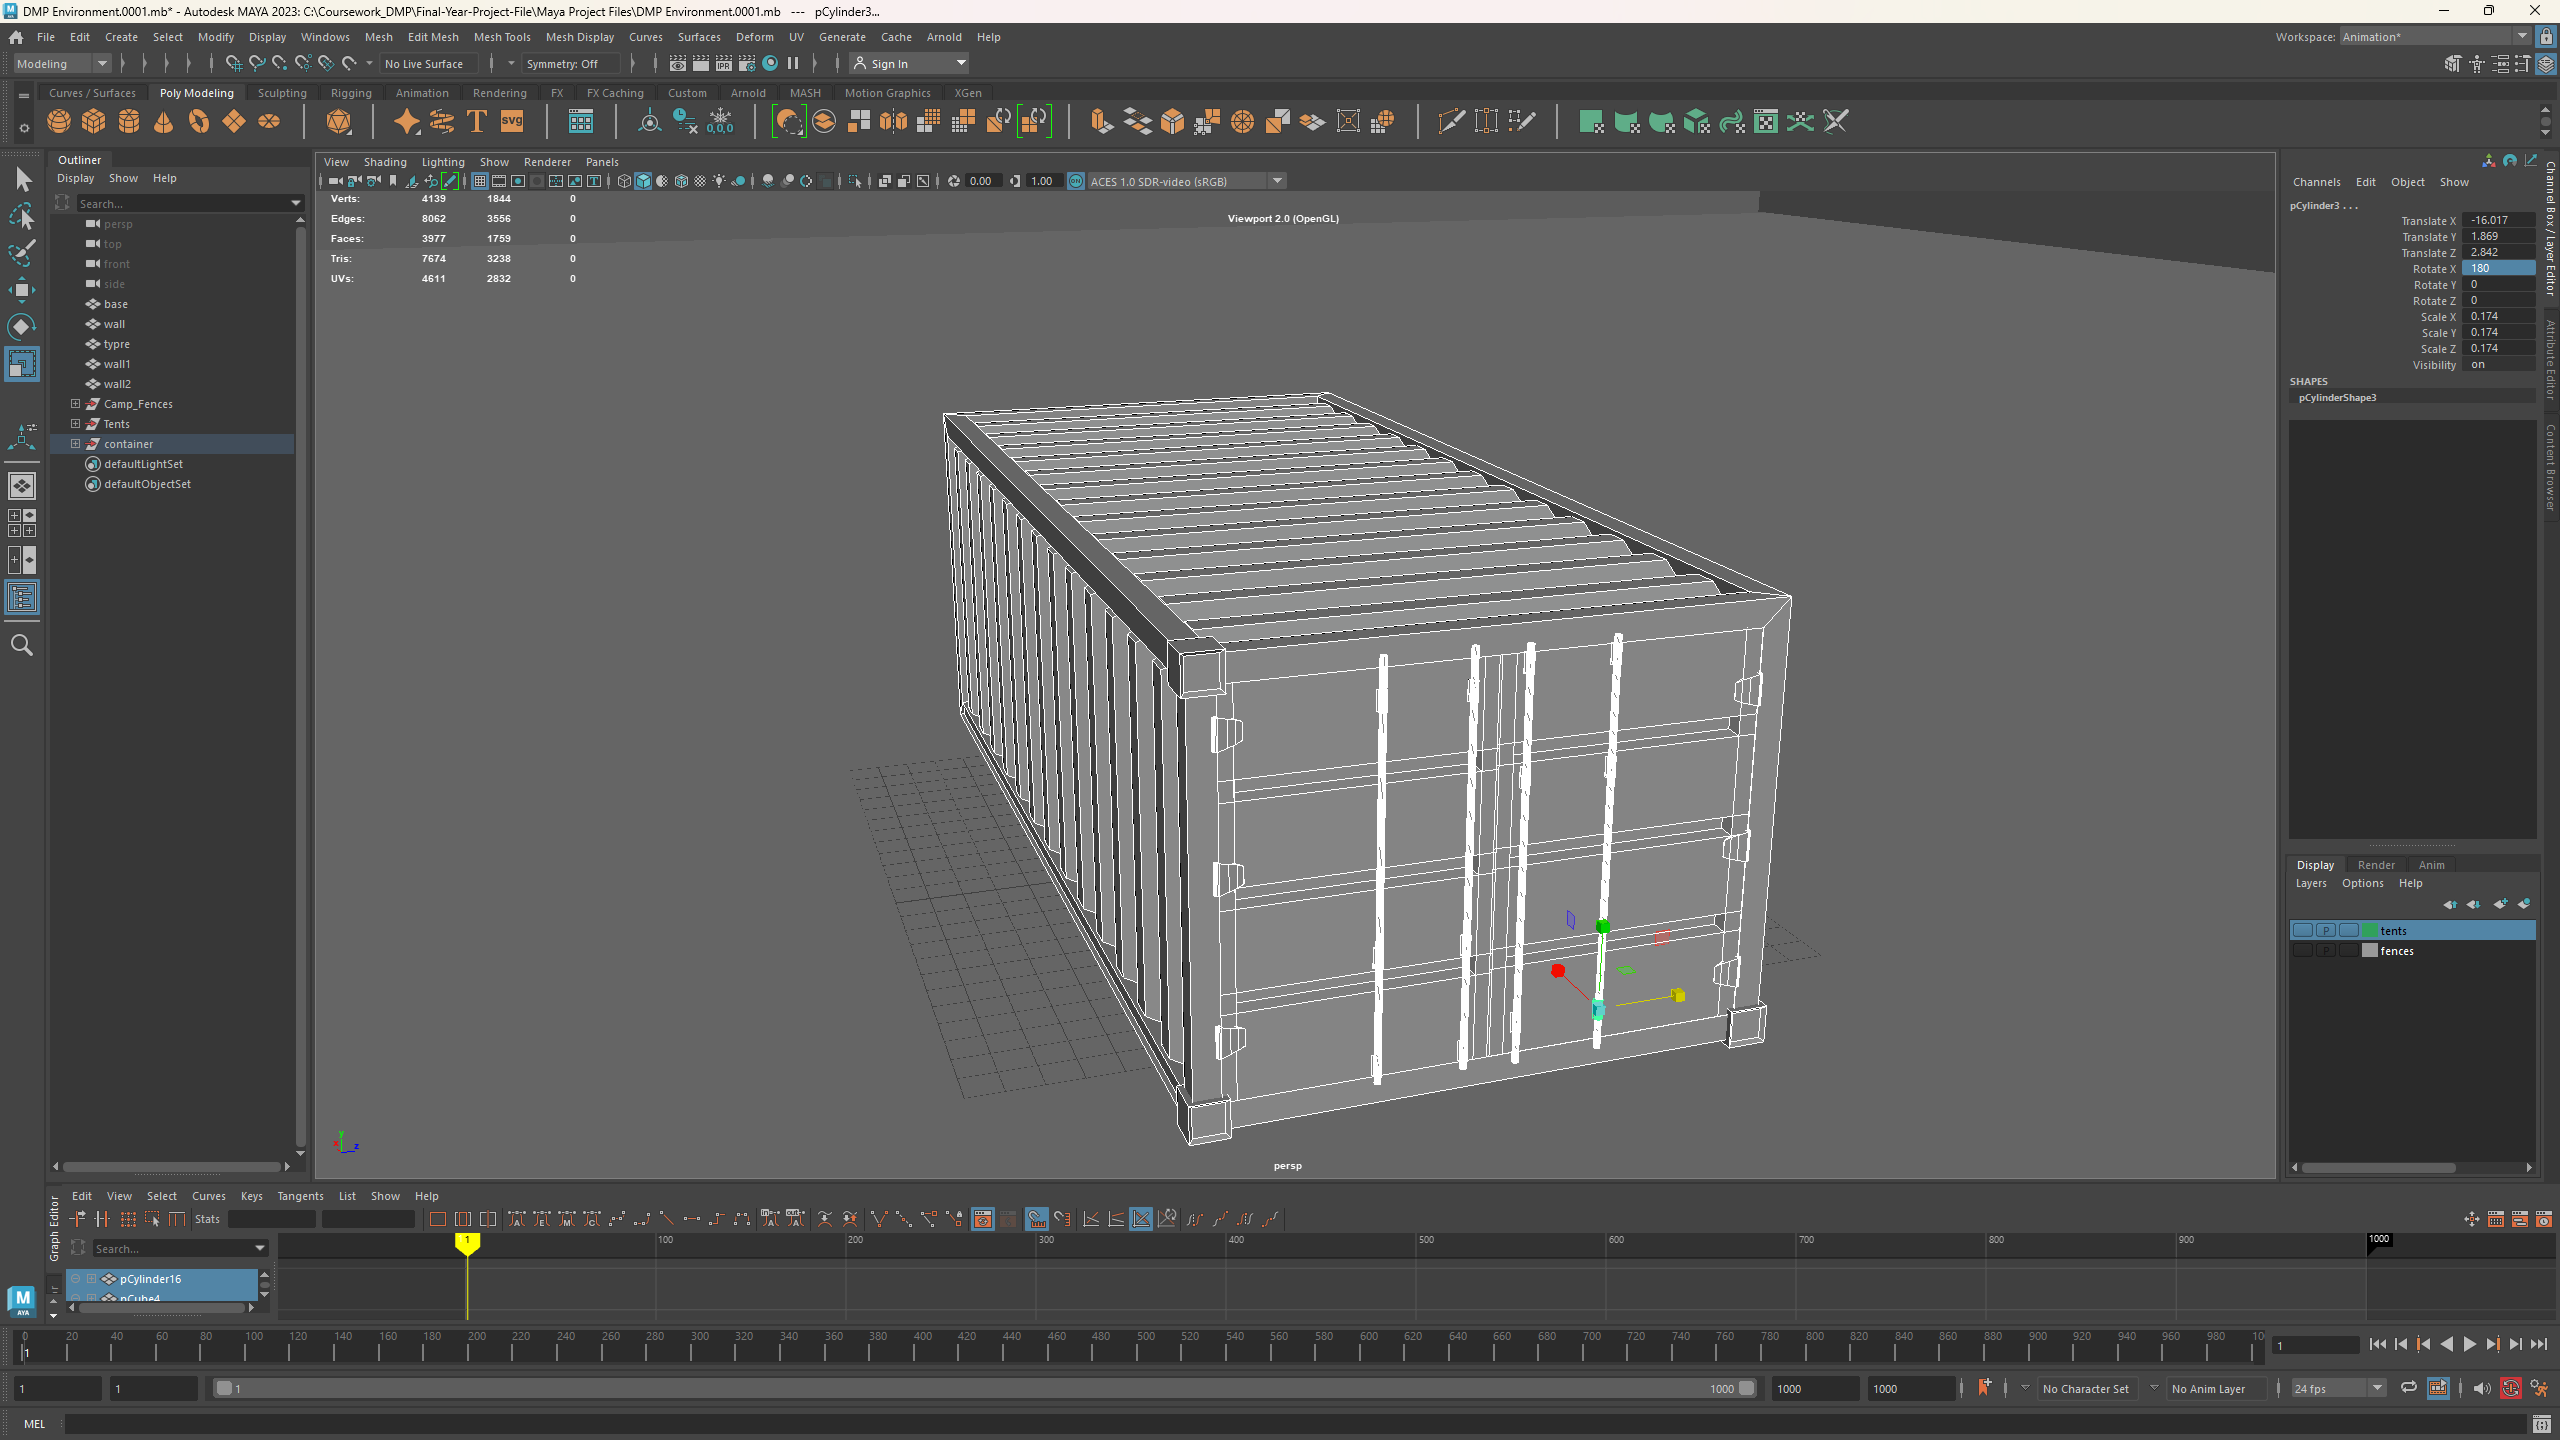 DMP Environment.0001.mb* - Autodesk MAYA 2023: C:\Coursework_DMP\Final-Year-Project-File\Maya Project Files\DMP Environment.0001.mb   ---   pCylinder3...
File Edit Create Select Modify Display Windows Mesh Edit Mesh Mesh Tools Mesh Display Curves Surfaces Deform UV Generate Cache Arnold Help
Workspace: Animation*
Modeling No Live Surface Symmetry: Off IPR Sign In
Curves / Surfaces Poly Modeling Sculpting Rigging Animation Rendering FX FX Caching Custom Arnold MASH Motion Graphics XGen
T SVG 0,0,0
Outliner
Display Show Help
Search...
persp
top
front
side
base
wall
typre
wall1
wall2
Camp_Fences
Tents
container
defaultLightSet
defaultObjectSet
View Shading Lighting Show Renderer Panels
0.00 1.00 ACES 1.0 SDR-video (sRGB)
Verts: 4139 1844 0
Edges: 8062 3556 0
Faces: 3977 1759 0
Tris: 7674 3238 0
UVs: 4611 2832 0
Viewport 2.0 (OpenGL)
y
x z
persp
Channels Edit Object Show
pCylinder3 . . .
Translate X -16.017
Translate Y 1.869
Translate Z 2.842
Rotate X 180
Rotate Y 0
Rotate Z 0
Scale X 0.174
Scale Y 0.174
Scale Z 0.174
Visibility on
SHAPES
pCylinderShape3
Channel Box / Layer Editor
Attribute Editor
Content Browser
Display Render Anim
Layers Options Help
P tents
P fences
Graph Editor
Edit View Select Curves Keys Tangents List Show Help
Stats
Search...
pCylinder16
pCube4
1 100 200 300 400 500 600 700 800 900 1000
M
AYA
0 20 40 60 80 100 120 140 160 180 200 220 240 260 280 300 320 340 360 380 400 420 440 460 480 500 520 540 560 580 600 620 640 660 680 700 720 740 760 780 800 820 840 860 880 900 920 940 960 980 10
1
1
1 1 1 1000 1000 1000 No Character Set No Anim Layer 24 fps
MEL